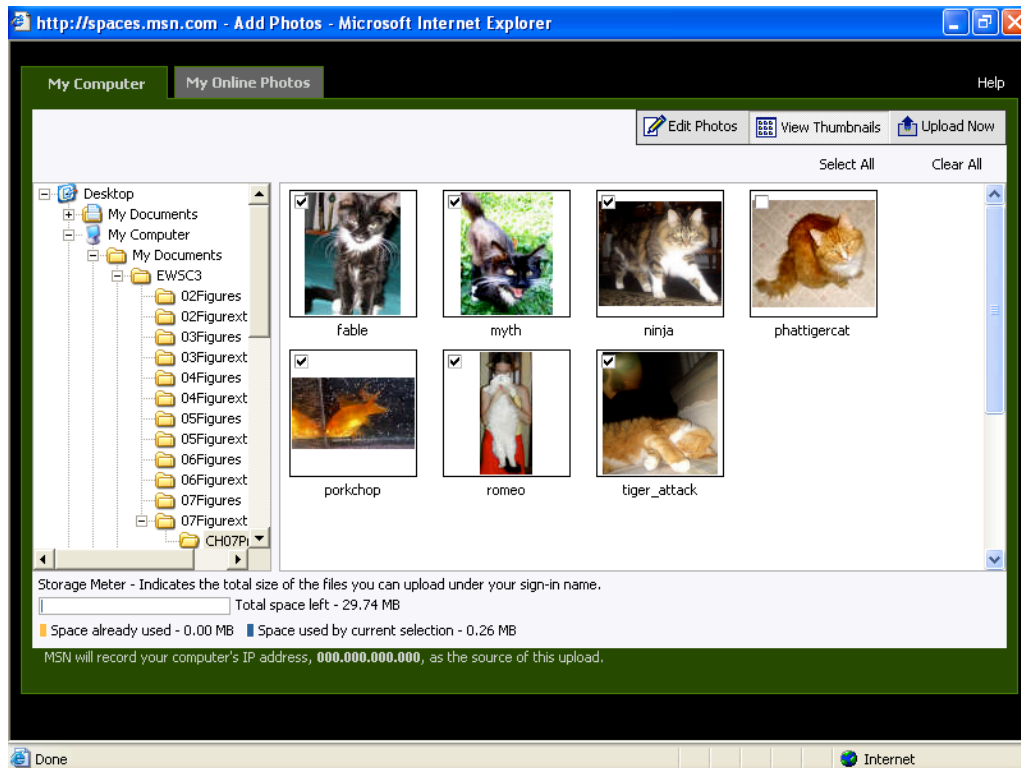 http://spaces.msn.com - Add Photos - Microsoft Internet Explorer
My Computer
My Online Photos
Help
Edit Photos
View Thumbnails
Upload Now
Select All
Clear All
Desktop
My Documents
My Computer
My Documents
EWSC3
02Figures
02Figurext
03Figures
03Figurext
04Figures
04Figurext
05Figures
05Figurext
06Figures
06Figurext
07Figures
07Figurext
CH07P
fable
myth
ninja
phattigercat
porkchop
romeo
tiger_attack
Storage Meter - Indicates the total size of the files you can upload under your sign-in name.
Total space left - 29.74 MB
Space already used - 0.00 MB
Space used by current selection - 0.26 MB
MSN will record your computer's IP address, 000.000.000.000, as the source of this upload.
Done
Internet